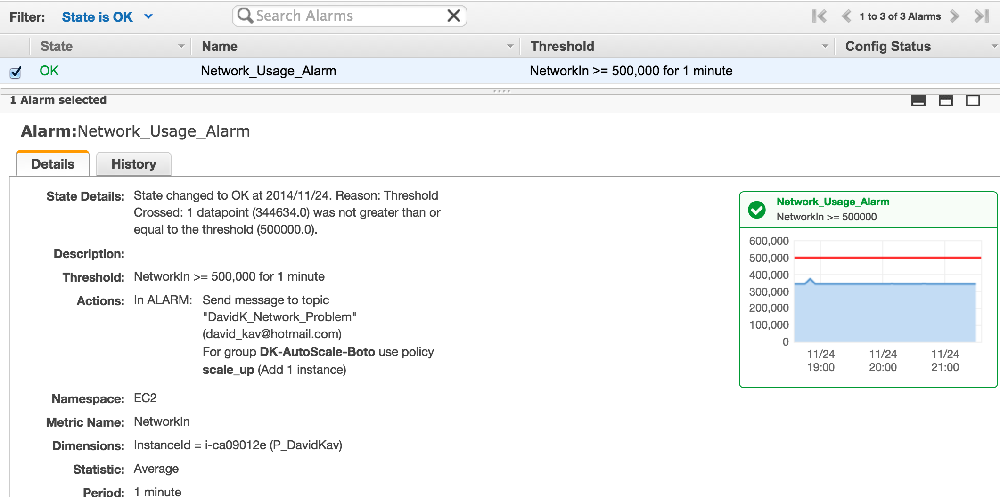 Filter: State is OK Search Alarms 1 to 3 of 3 Alarms
State Name Threshold Config Status
OK Network_Usage_Alarm NetworkIn >= 500,000 for 1 minute
1 Alarm selected
Alarm:Network_Usage_Alarm
Details History
State Details: State changed to OK at 2014/11/24. Reason: Threshold
Crossed: 1 datapoint (344634.0) was not greater than or
equal to the threshold (500000.0).
Description:
Threshold: NetworkIn >= 500,000 for 1 minute
Actions: In ALARM: Send message to topic
"DavidK_Network_Problem"
(david_kav@hotmail.com)
For group DK-AutoScale-Boto use policy
scale_up (Add 1 instance)
Namespace: EC2
Metric Name: NetworkIn
Dimensions: InstanceId = i-ca09012e (P_DavidKav)
Statistic: Average
Period: 1 minute
Network_Usage_Alarm
NetworkIn >= 500000
600,000
500,000
400,000
300,000
200,000
100,000
0
11/24 11/24 11/24
19:00 20:00 21:00